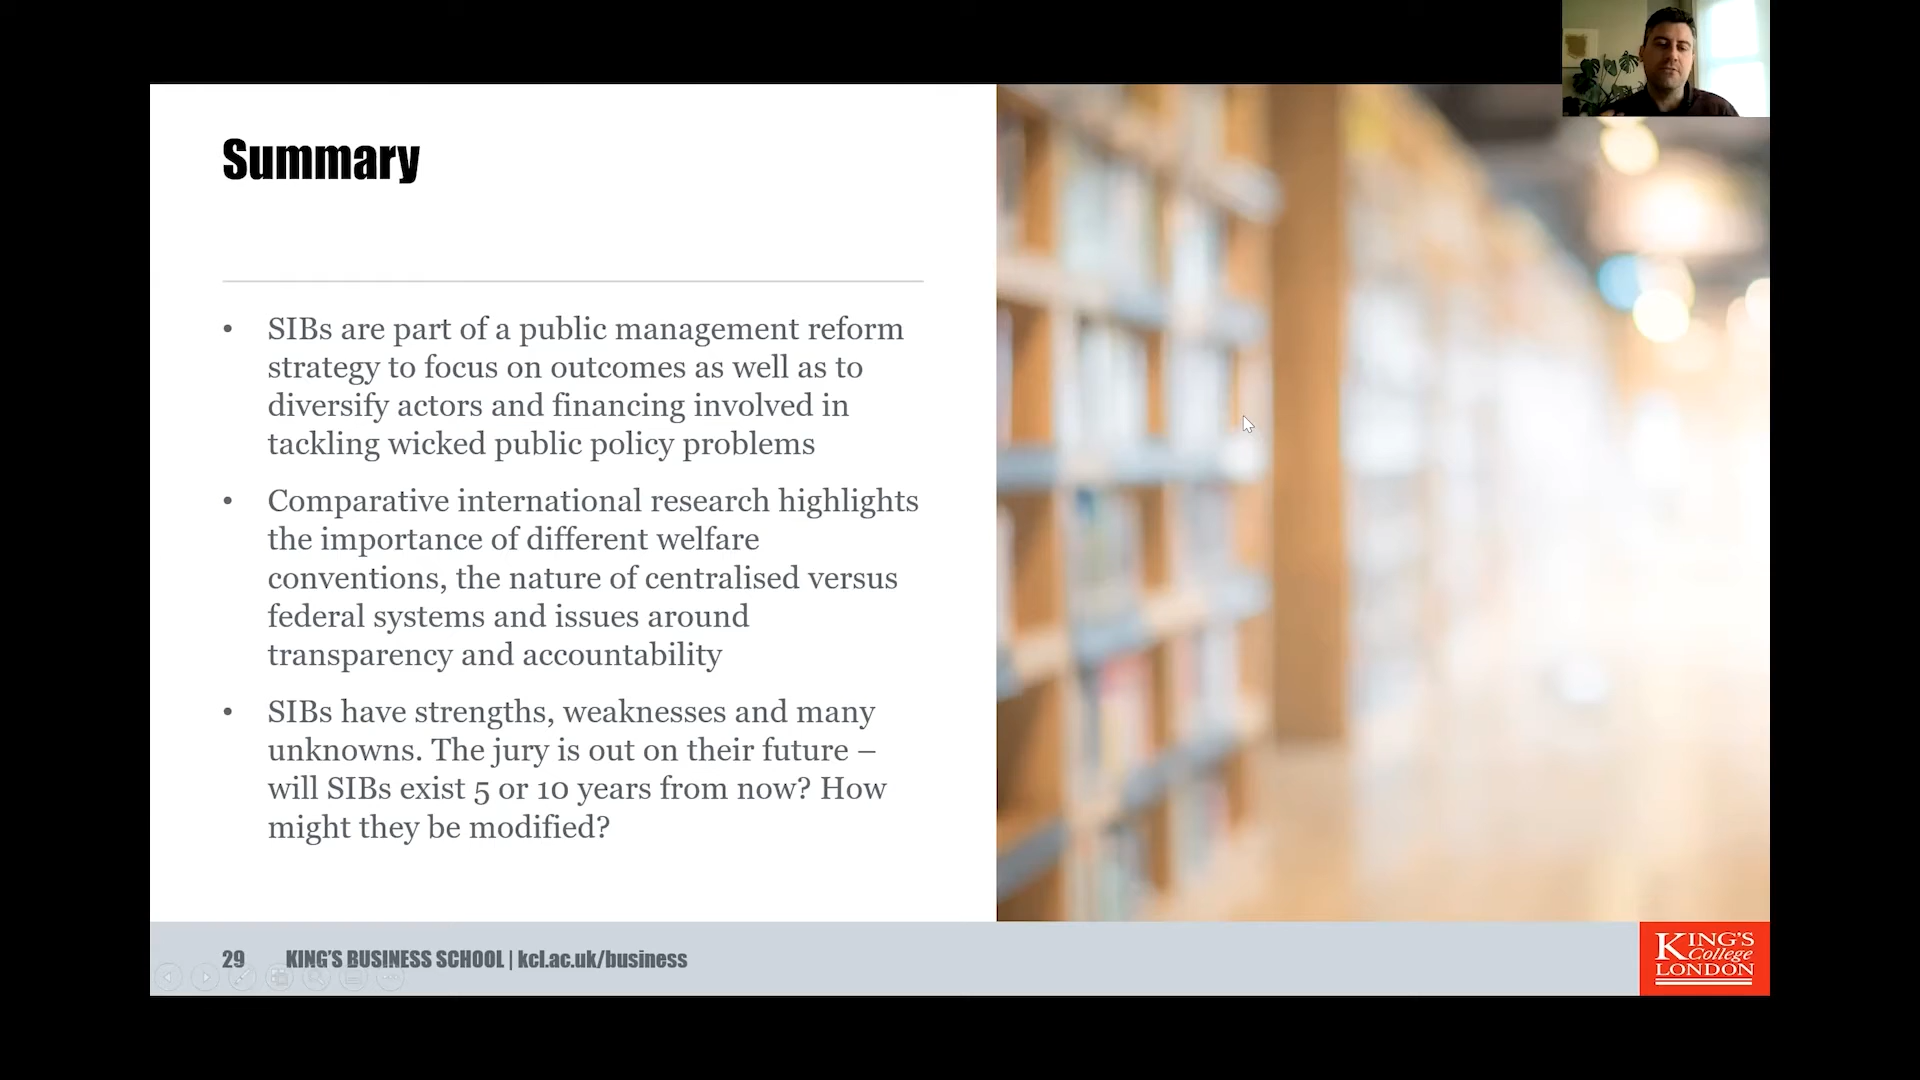 Summary
• SIBs are part of a public management reform
strategy to focus on outcomes as well as to
diversify actors and financing involved in
tackling wicked public policy problems
• Comparative international research highlights
the importance of different welfare
conventions, the nature of centralised versus
federal systems and issues around
transparency and accountability
• SIBs have strengths, weaknesses and many
unknowns. The jury is out on their future –
will SIBs exist 5 or 10 years from now? How
might they be modified?
29 KING'S BUSINESS SCHOOL | kcl.ac.uk/business
KING'S
College
LONDON